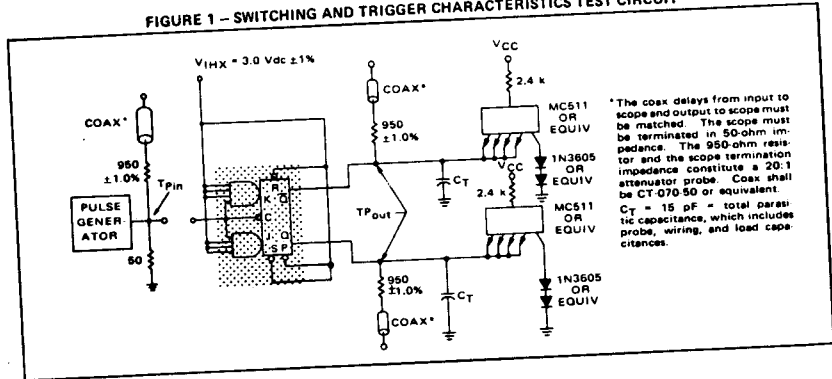 FIGURE 1 – SWITCHING AND TRIGGER CHARACTERISTICS TEST CIRCUIT
VIHX = 3.0 Vdc ±1%
COAX*
950
±1.0%
TPin
PULSE
GENER-
ATOR
50
R
K
Q
C
J
Q
S P
COAX*
950
±1.0%
TPout
950
±1.0%
COAX*
CT
CT
VCC
2.4 k
MC511
OR
EQUIV
1N3605
OR
EQUIV
VCC
2.4 k
MC511
OR
EQUIV
1N3605
OR
EQUIV
*The coax delays from input to
scope and output to scope must
be matched. The scope must
be terminated in 50-ohm im-
pedance. The 950-ohm resis-
tor and the scope termination
impedance constitute a 20:1
attenuator probe. Coax shall
be CT-070-50 or equivalent.
CT = 15 pF = total parasi-
tic capacitance, which includes
probe, wiring, and load capa-
citances.